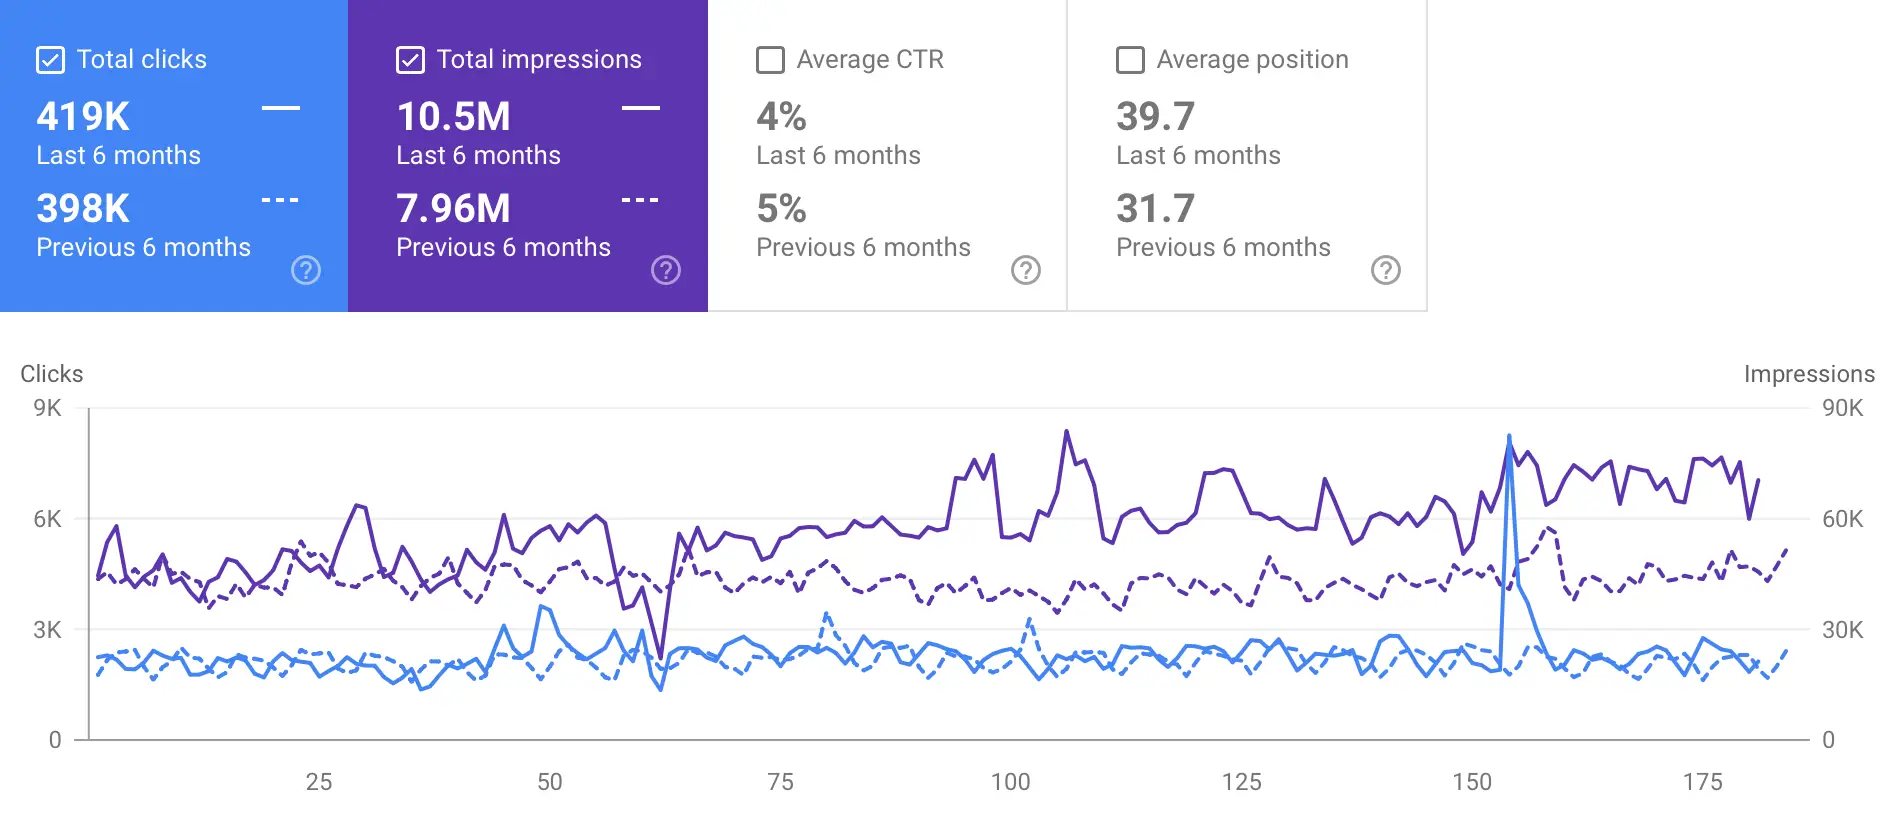 Total clicks
419K
Last 6 months
398K
Previous 6 months
Total impressions
10.5M
Last 6 months
7.96M
Previous 6 months
Average CTR
4%
Last 6 months
5%
Previous 6 months
Average position
39.7
Last 6 months
31.7
Previous 6 months
Clicks
Impressions
9K
90K
6K
60K
3K
30K
0
0
25 50 75 100 125 150 175